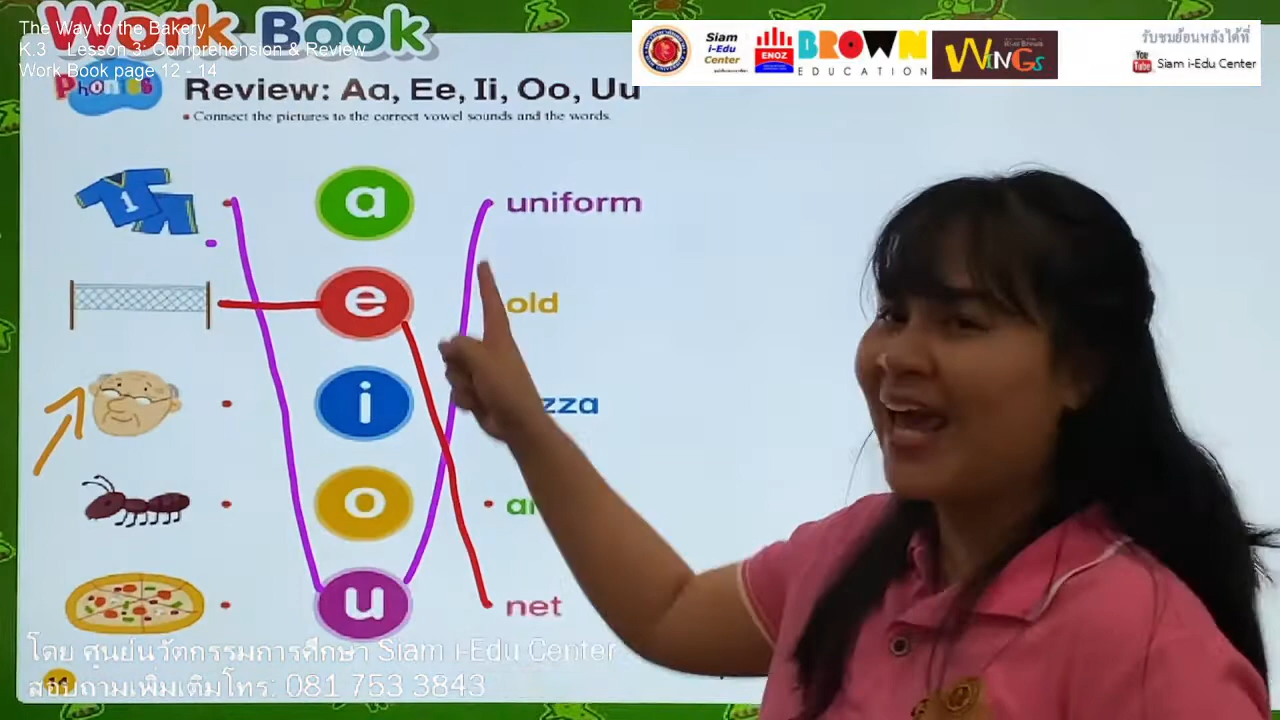 Work Book
The Way to the Bakery
K.3 Lesson 3: Comprehension & Review
Work Book page 12 - 14
Phonics
Review: Aa, Ee, Ii, Oo, Uu
Connect the pictures to the correct vowel sounds and the words.
Siam
i-Edu
Center
ENOZ
BROWN
EDUCATION
WINGS
รับชมย้อนหลังได้ที่
You
Tube
Siam i-Edu Center
1
a
uniform
e
old
i
zza
o
u
net
โดย ศูนย์นวัตกรรมการศึกษา Siam i-Edu Center
สอบถามเพิ่มเติมโทร: 081 753 3843